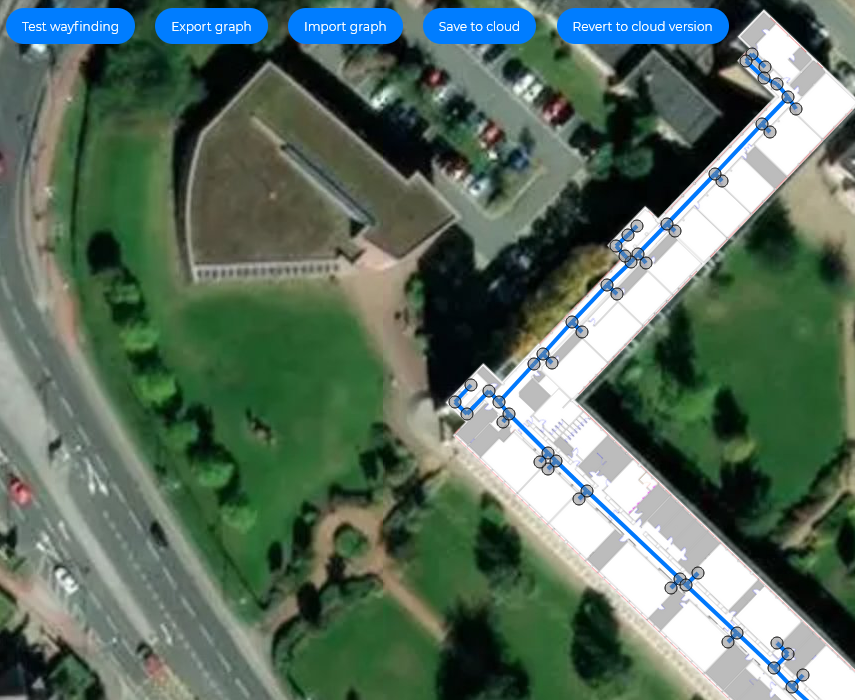 Test wayfinding
Export graph
Import graph
Save to cloud
Revert to cloud version